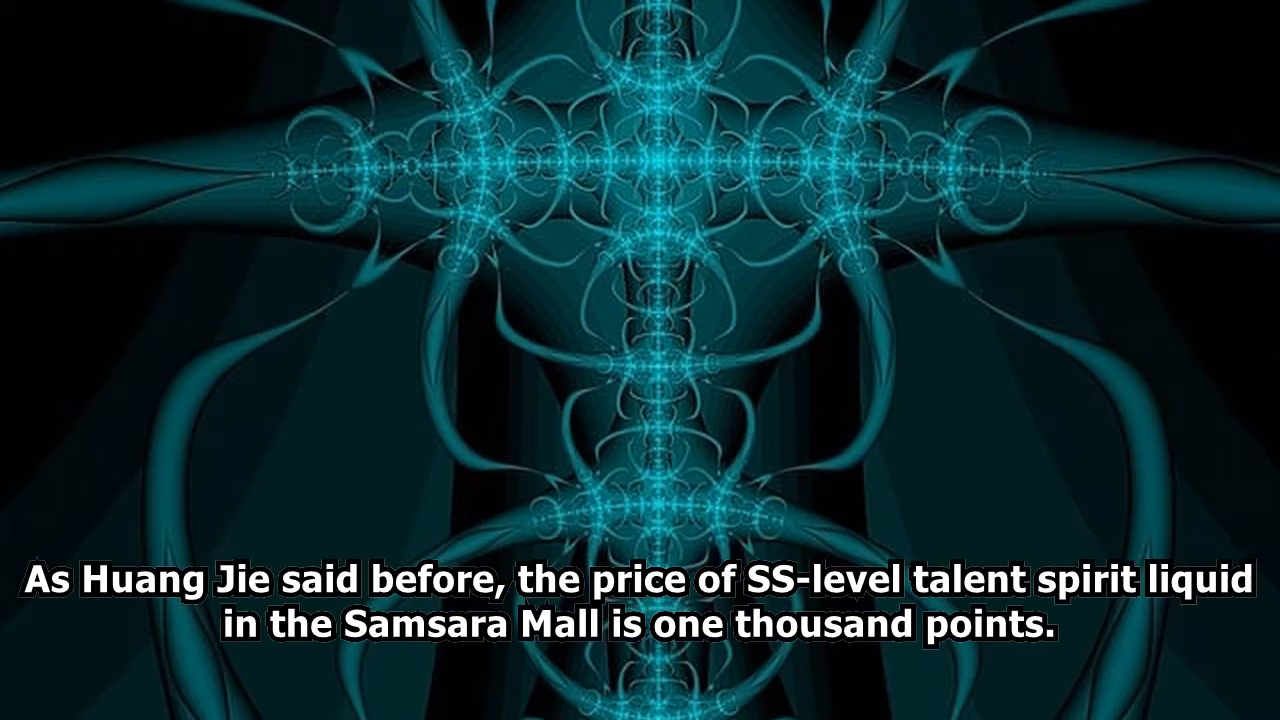 As Huang Jie said before, the price of SS-level talent spirit liquid
in the Samsara Mall is one thousand points.